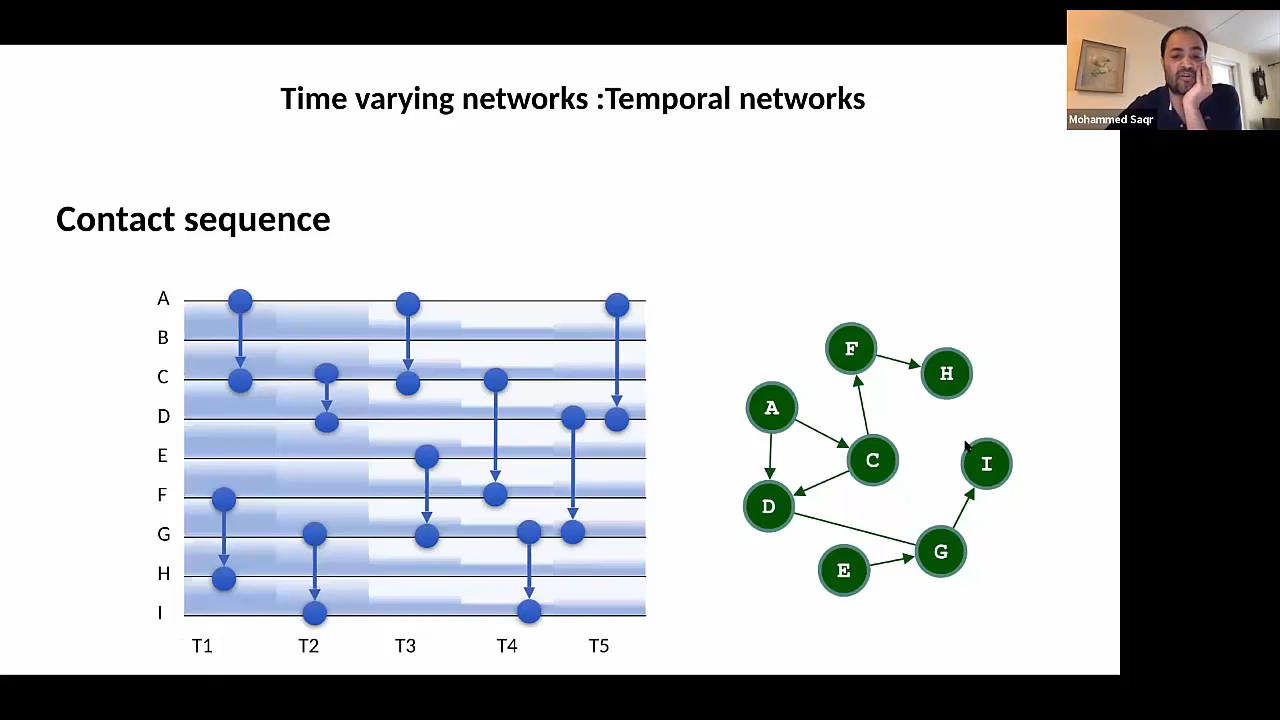 Time varying networks :Temporal networks
Mohammed Saqr
Contact sequence
A
B
C
D
E
F
G
H
I
T1 T2 T3 T4 T5
F
H
A
C
I
D
G
E